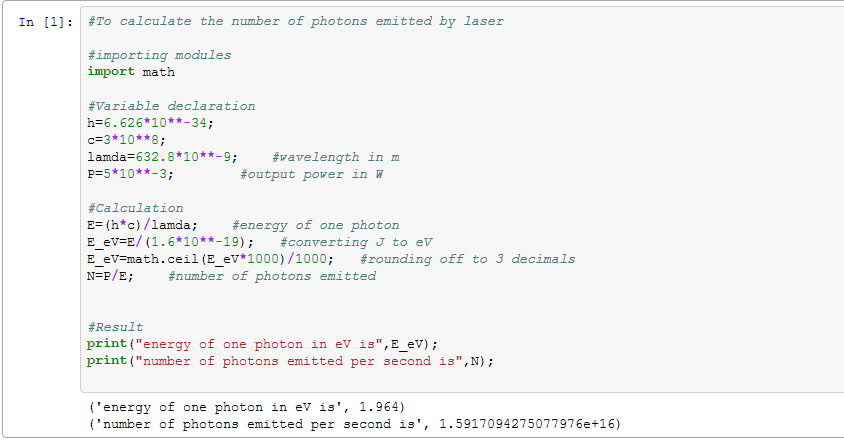 In [1]: #To calculate the number of photons emitted by laser
#importing modules
import math
#Variable declaration
h=6.626*10**-34;
c=3*10**8;
lamda=632.8*10**-9;    #wavelength in m
P=5*10**-3;        #output power in W
#Calculation
E=(h*c)/lamda;    #energy of one photon
E_eV=E/(1.6*10**-19);   #converting J to eV
E_eV=math.ceil(E_eV*1000)/1000;   #rounding off to 3 decimals
N=P/E;    #number of photons emitted
#Result
print("energy of one photon in eV is",E_eV);
print("number of photons emitted per second is",N);
('energy of one photon in eV is', 1.964)
('number of photons emitted per second is', 1.5917094275077976e+16)